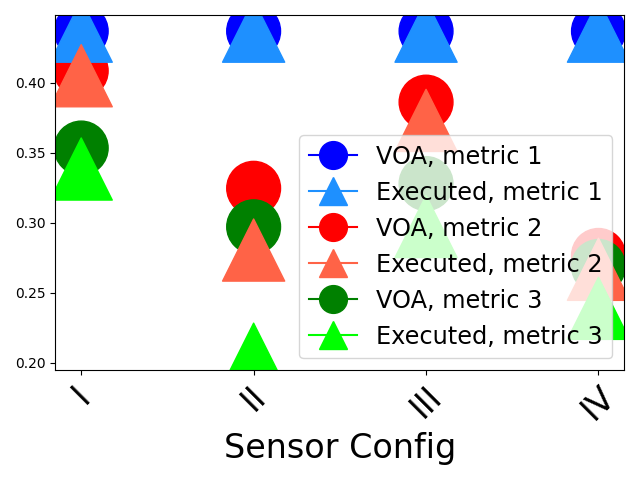 0.40
0.35
0.30
0.25
0.20
VOA, metric 1
Executed, metric 1
VOA, metric 2
Executed, metric 2
VOA, metric 3
Executed, metric 3
I
II
III
IV
Sensor Config